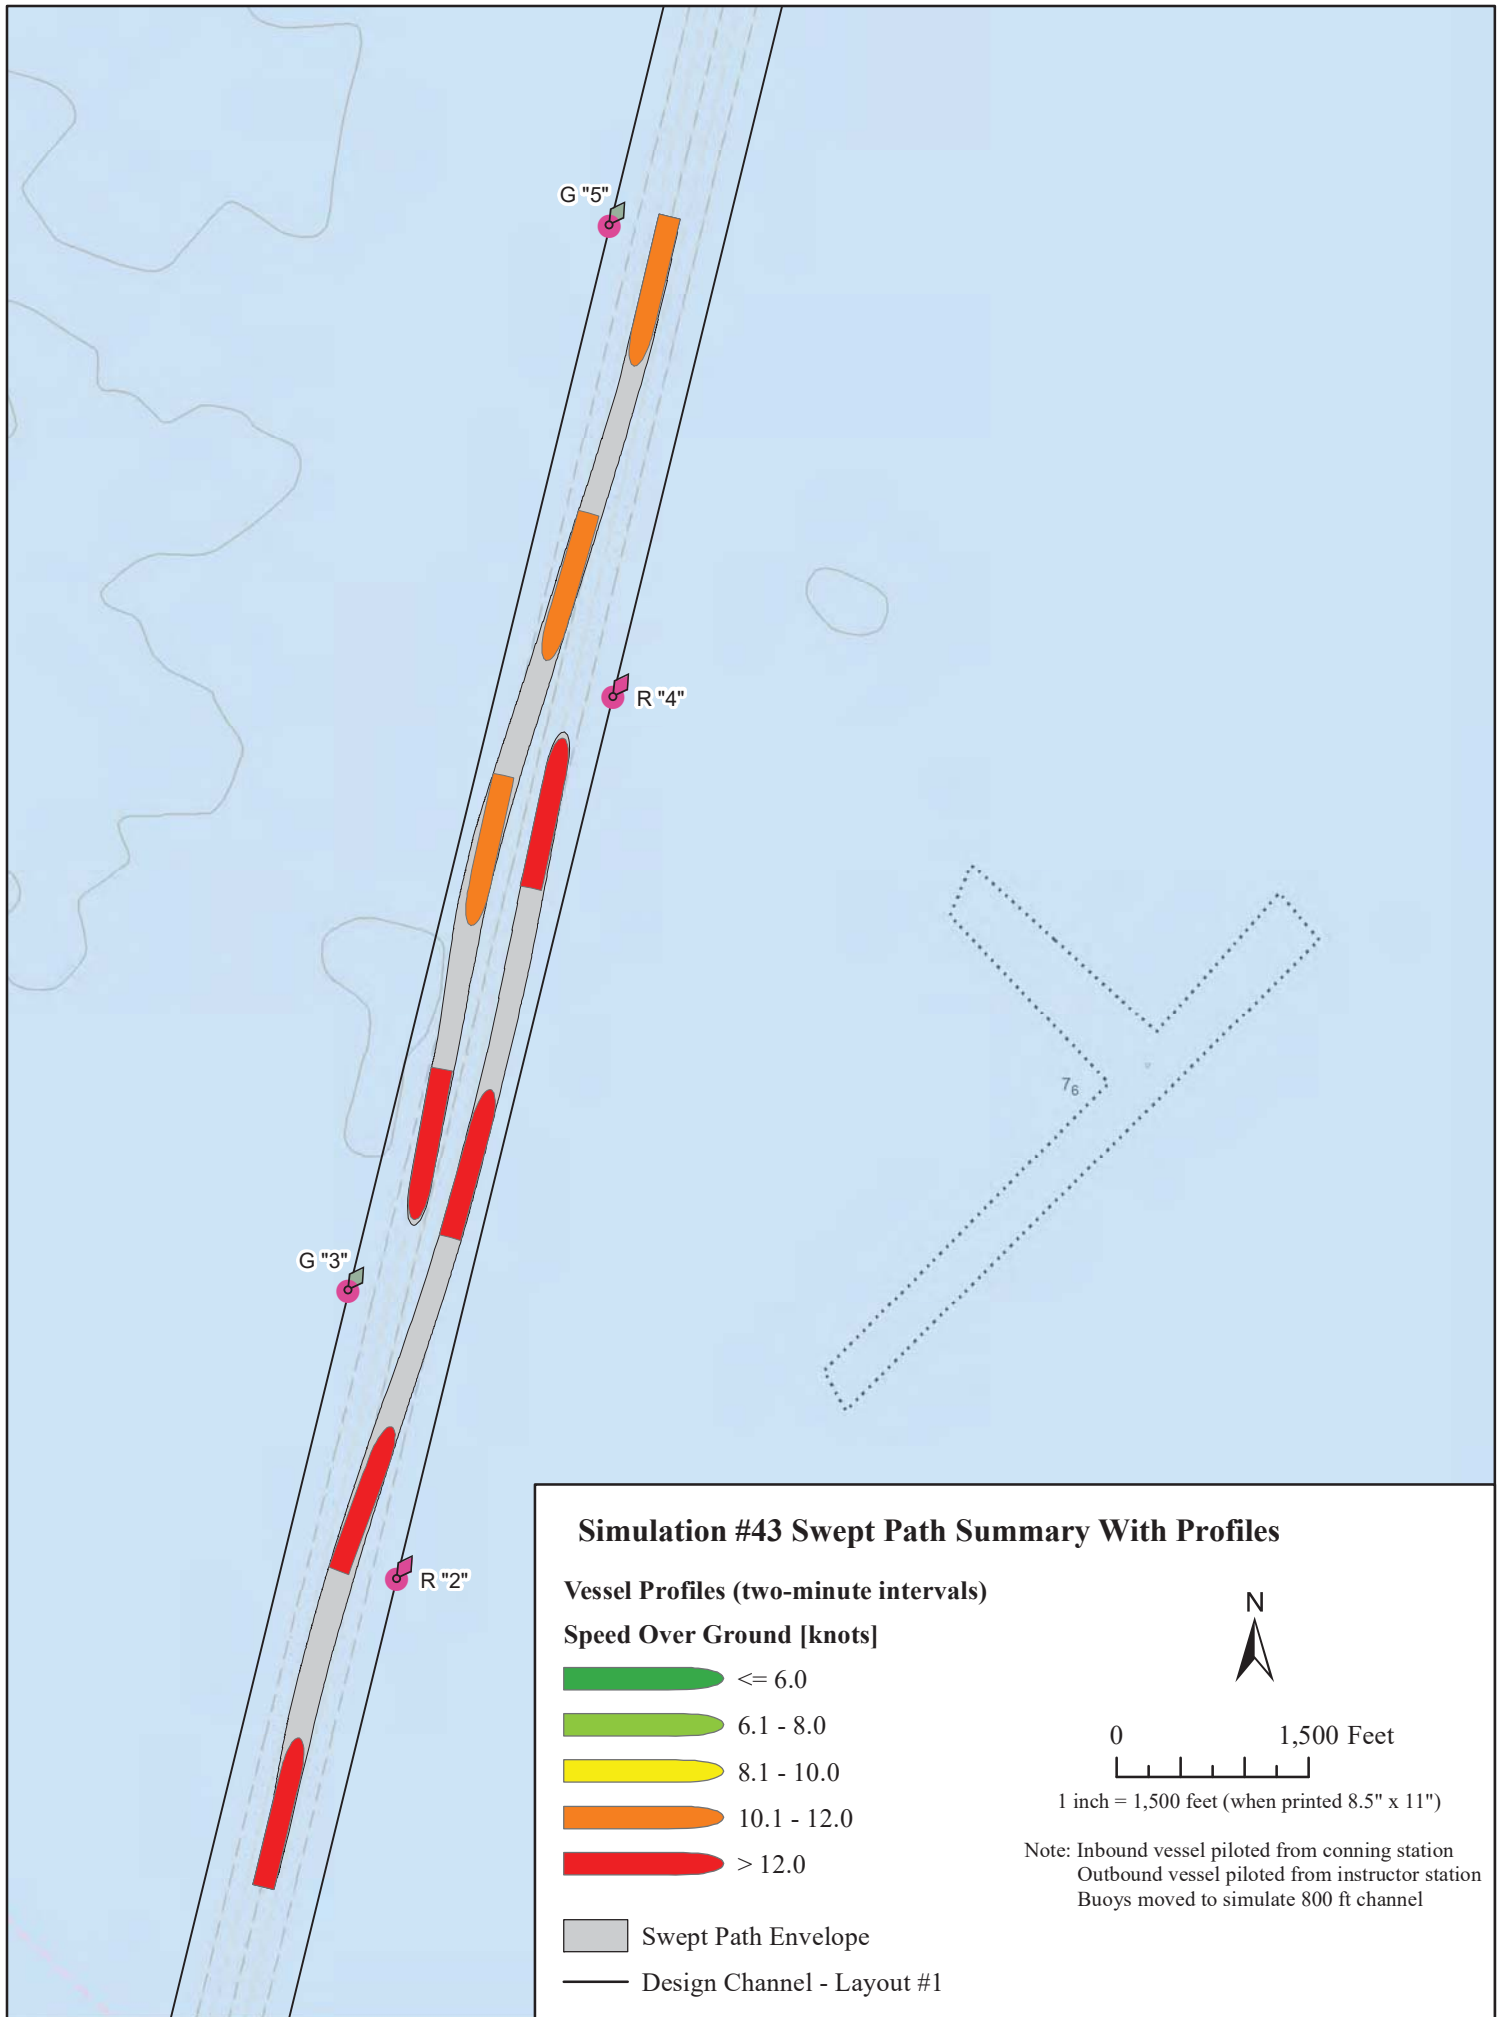 G "5"
R "4"
7₆
G "3"
R "2"
Simulation #43 Swept Path Summary With Profiles
Vessel Profiles (two-minute intervals)
Speed Over Ground [knots]
<= 6.0
6.1 - 8.0
8.1 - 10.0
10.1 - 12.0
> 12.0
Swept Path Envelope
Design Channel - Layout #1
N
0 1,500 Feet
1 inch = 1,500 feet (when printed 8.5" x 11")
Note: Inbound vessel piloted from conning station
Outbound vessel piloted from instructor station
Buoys moved to simulate 800 ft channel